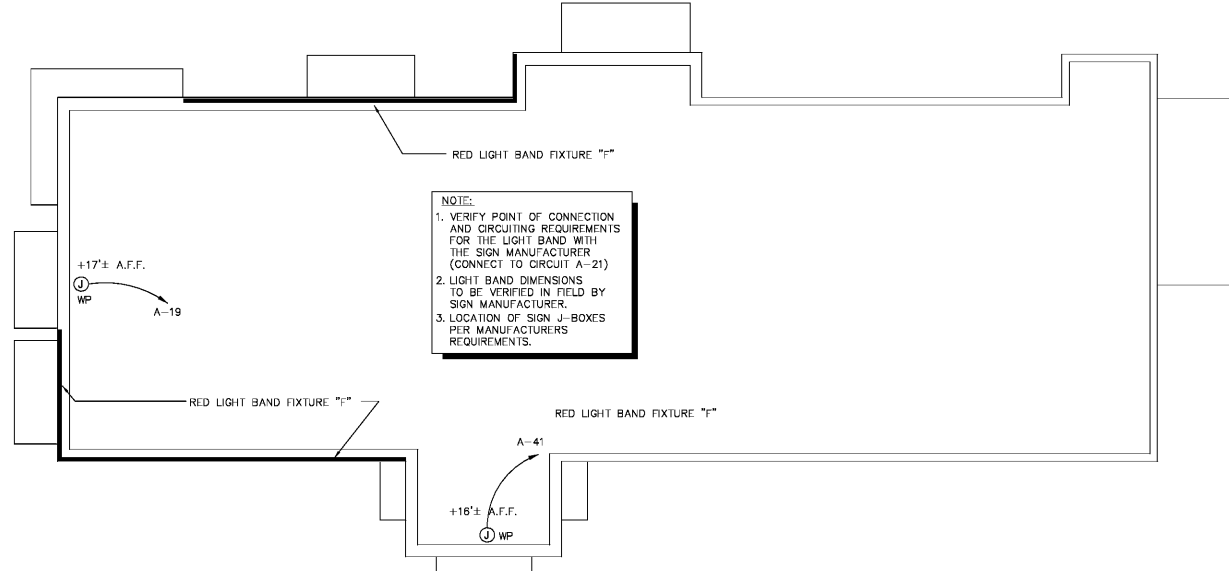 RED LIGHT BAND FIXTURE "F"
NOTE:
1. VERIFY POINT OF CONNECTION
AND CIRCUITING REQUIREMENTS
FOR THE LIGHT BAND WITH
THE SIGN MANUFACTURER
(CONNECT TO CIRCUIT A-21)
2. LIGHT BAND DIMENSIONS
TO BE VERIFIED IN FIELD BY
SIGN MANUFACTURER.
3. LOCATION OF SIGN J-BOXES
PER MANUFACTURERS
REQUIREMENTS.
+17'± A.F.F.
J
WP
A-19
RED LIGHT BAND FIXTURE "F"
RED LIGHT BAND FIXTURE "F"
A-41
+16'± A.F.F.
J WP